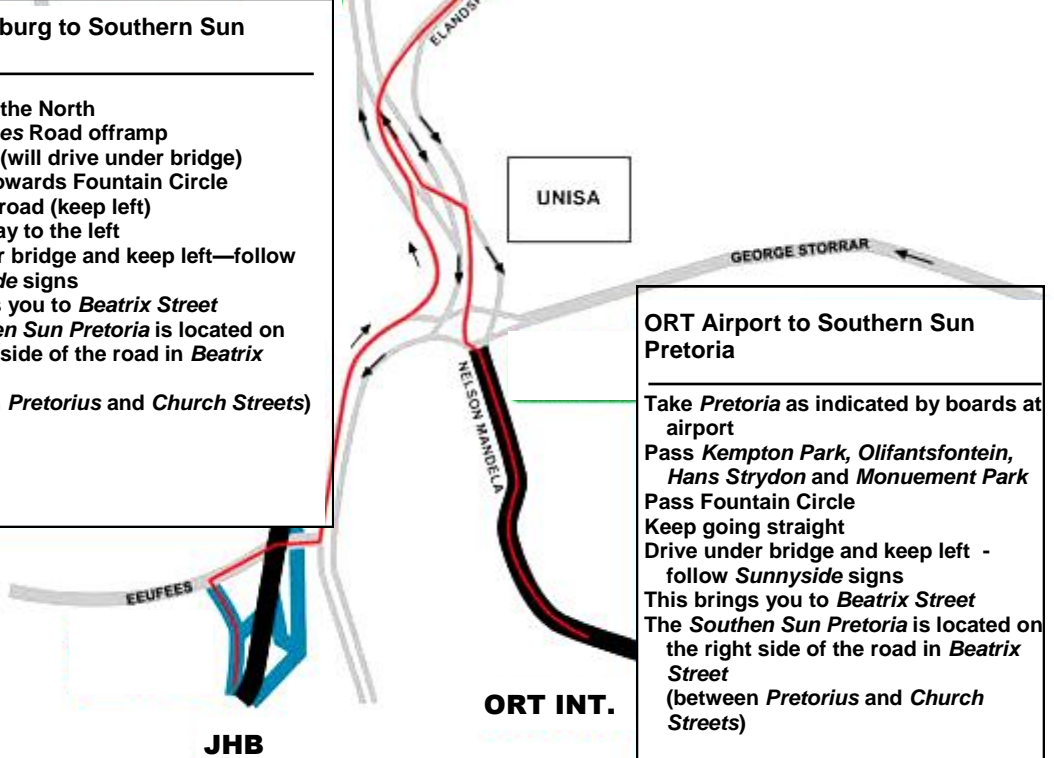 burg to Southern Sun
the North
es Road offramp
(will drive under bridge)
owards Fountain Circle
road (keep left)
ay to the left
r bridge and keep left—follow
de signs
s you to Beatrix Street
en Sun Pretoria is located on
side of the road in Beatrix
Pretorius and Church Streets)
ELANDS
UNISA
GEORGE STORRAR
NELSON MANDELA
EEUFEES
JHB
ORT INT.
ORT Airport to Southern Sun
Pretoria
Take Pretoria as indicated by boards at
airport
Pass Kempton Park, Olifantsfontein,
Hans Strydon and Monuement Park
Pass Fountain Circle
Keep going straight
Drive under bridge and keep left -
follow Sunnyside signs
This brings you to Beatrix Street
The Southen Sun Pretoria is located on
the right side of the road in Beatrix
Street
(between Pretorius and Church
Streets)